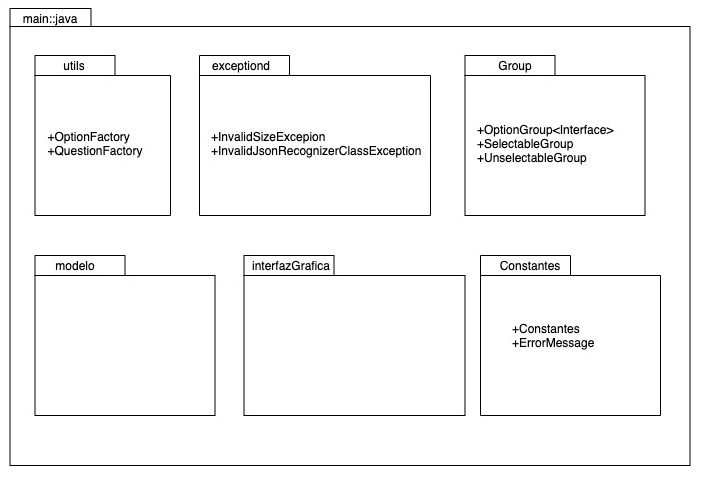 main::java
utils
+OptionFactory
+QuestionFactory
exceptiond
+InvalidSizeExcepion
+InvalidJsonRecognizerClassException
Group
+OptionGroup<Interface>
+SelectableGroup
+UnselectableGroup
modelo
interfazGrafica
Constantes
+Constantes
+ErrorMessage